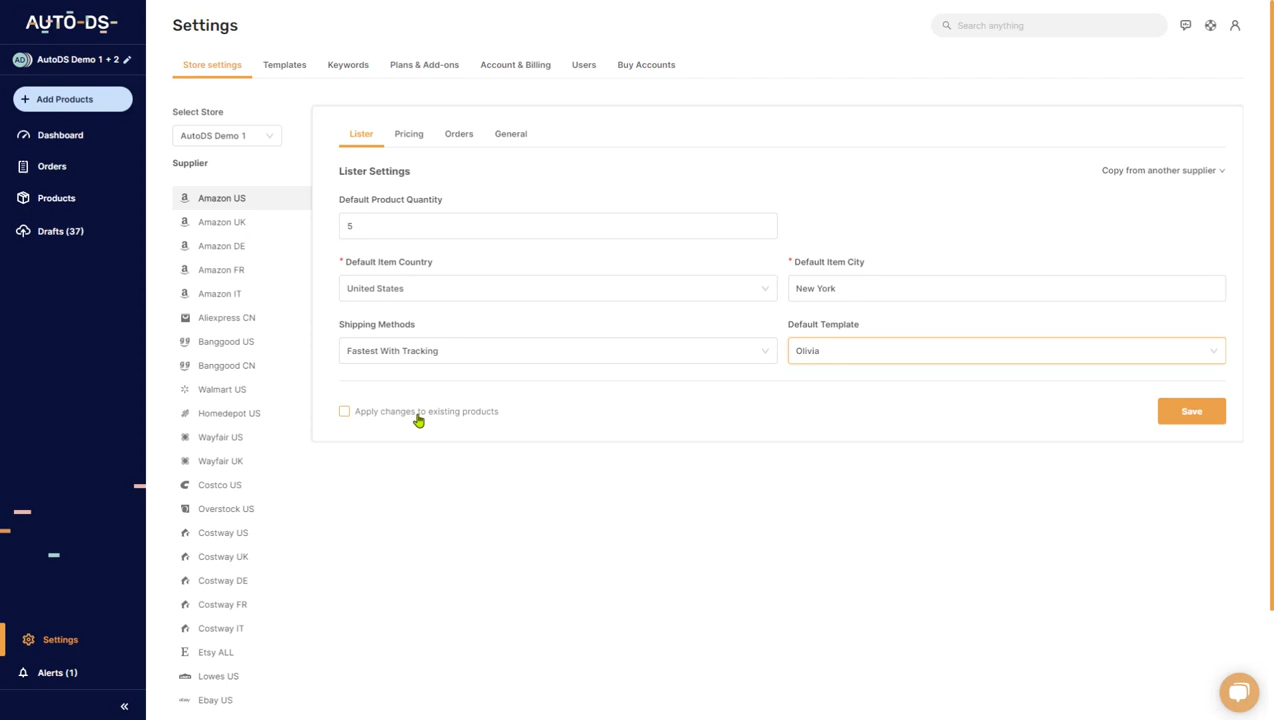 AUTO-DS-
AD AutoDS Demo 1 + 2
+ Add Products
Dashboard
Orders
Products
Drafts (37)
Settings
Alerts (1)
«
Settings
Search anything
Store settings Templates Keywords Plans & Add-ons Account & Billing Users Buy Accounts
Select Store
AutoDS Demo 1
Supplier
Amazon US
Amazon UK
Amazon DE
Amazon FR
Amazon IT
Aliexpress CN
Banggood US
Banggood CN
Walmart US
Homedepot US
Wayfair US
Wayfair UK
Costco US
Overstock US
Costway US
Costway UK
Costway DE
Costway FR
Costway IT
Etsy ALL
Lowes US
ebay Ebay US
Lister Pricing Orders General
Lister Settings Copy from another supplier
Default Product Quantity
5
* Default Item Country * Default Item City
United States New York
Shipping Methods Default Template
Fastest With Tracking Olivia
Apply changes to existing products Save